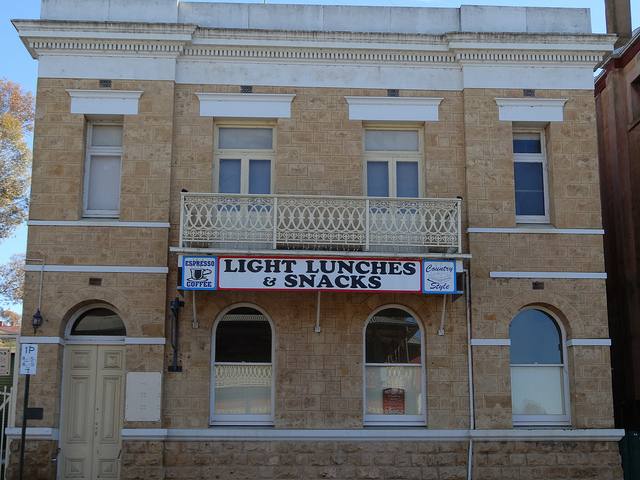 ESPRESSO
COFFEE
LIGHT LUNCHES
& SNACKS
Country
Style
1P